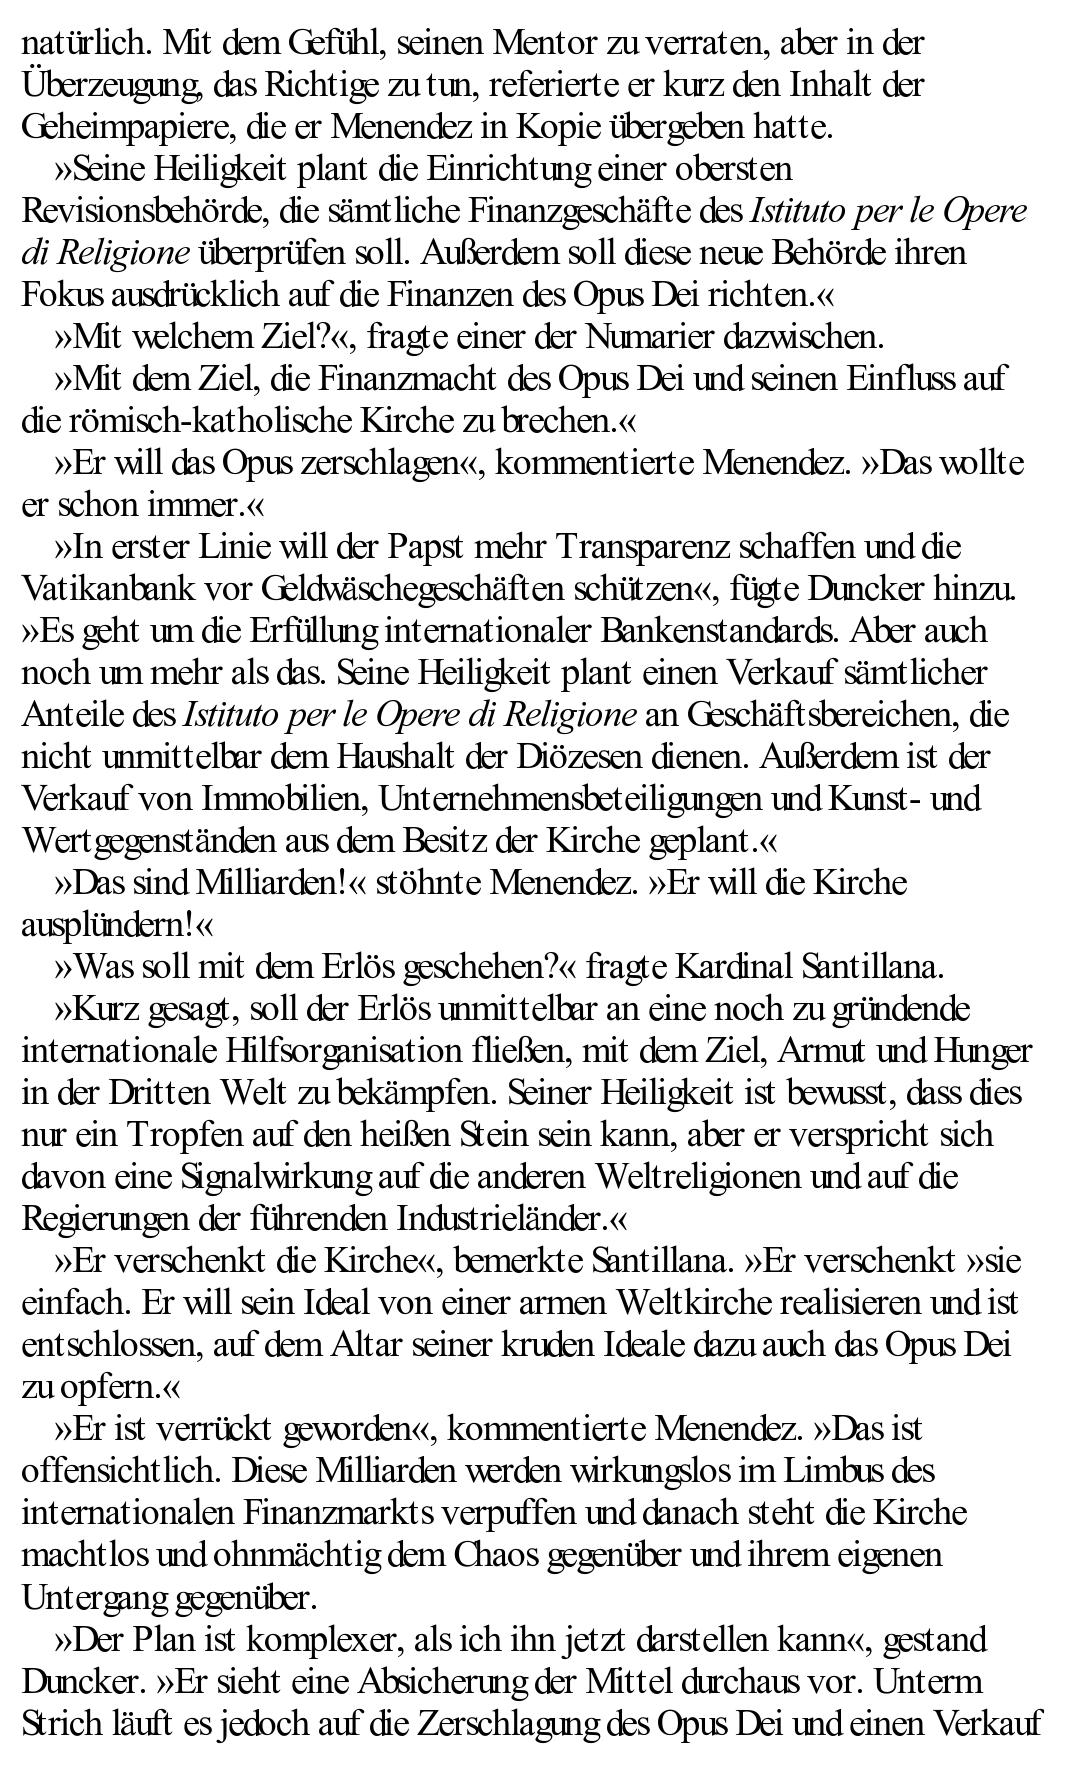 natürlich. Mit dem Gefühl, seinen Mentor zu verraten, aber in der
Überzeugung, das Richtige zu tun, referierte er kurz den Inhalt der
Geheimpapiere, die er Menendez in Kopie übergeben hatte.
»Seine Heiligkeit plant die Einrichtung einer obersten
Revisionsbehörde, die sämtliche Finanzgeschäfte des Istituto per le Opere
di Religione überprüfen soll. Außerdem soll diese neue Behörde ihren
Fokus ausdrücklich auf die Finanzen des Opus Dei richten.«
»Mit welchem Ziel?«, fragte einer der Numarier dazwischen.
»Mit dem Ziel, die Finanzmacht des Opus Dei und seinen Einfluss auf
die römisch-katholische Kirche zu brechen.«
»Er will das Opus zerschlagen«, kommentierte Menendez. »Das wollte
er schon immer.«
»In erster Linie will der Papst mehr Transparenz schaffen und die
Vatikanbank vor Geldwäschegeschäften schützen«, fügte Duncker hinzu.
»Es geht um die Erfüllung internationaler Bankenstandards. Aber auch
noch um mehr als das. Seine Heiligkeit plant einen Verkauf sämtlicher
Anteile des Istituto per le Opere di Religione an Geschäftsbereichen, die
nicht unmittelbar dem Haushalt der Diözesen dienen. Außerdem ist der
Verkauf von Immobilien, Unternehmensbeteiligungen und Kunst- und
Wertgegenständen aus dem Besitz der Kirche geplant.«
»Das sind Milliarden!« stöhnte Menendez. »Er will die Kirche
ausplündern!«
»Was soll mit dem Erlös geschehen?« fragte Kardinal Santillana.
»Kurz gesagt, soll der Erlös unmittelbar an eine noch zu gründende
internationale Hilfsorganisation fließen, mit dem Ziel, Armut und Hunger
in der Dritten Welt zu bekämpfen. Seiner Heiligkeit ist bewusst, dass dies
nur ein Tropfen auf den heißen Stein sein kann, aber er verspricht sich
davon eine Signalwirkung auf die anderen Weltreligionen und auf die
Regierungen der führenden Industrieländer.«
»Er verschenkt die Kirche«, bemerkte Santillana. »Er verschenkt »sie
einfach. Er will sein Ideal von einer armen Weltkirche realisieren und ist
entschlossen, auf dem Altar seiner kruden Ideale dazu auch das Opus Dei
zu opfern.«
»Er ist verrückt geworden«, kommentierte Menendez. »Das ist
offensichtlich. Diese Milliarden werden wirkungslos im Limbus des
internationalen Finanzmarkts verpuffen und danach steht die Kirche
machtlos und ohnmächtig dem Chaos gegenüber und ihrem eigenen
Untergang gegenüber.
»Der Plan ist komplexer, als ich ihn jetzt darstellen kann«, gestand
Duncker. »Er sieht eine Absicherung der Mittel durchaus vor. Unterm
Strich läuft es jedoch auf die Zerschlagung des Opus Dei und einen Verkauf